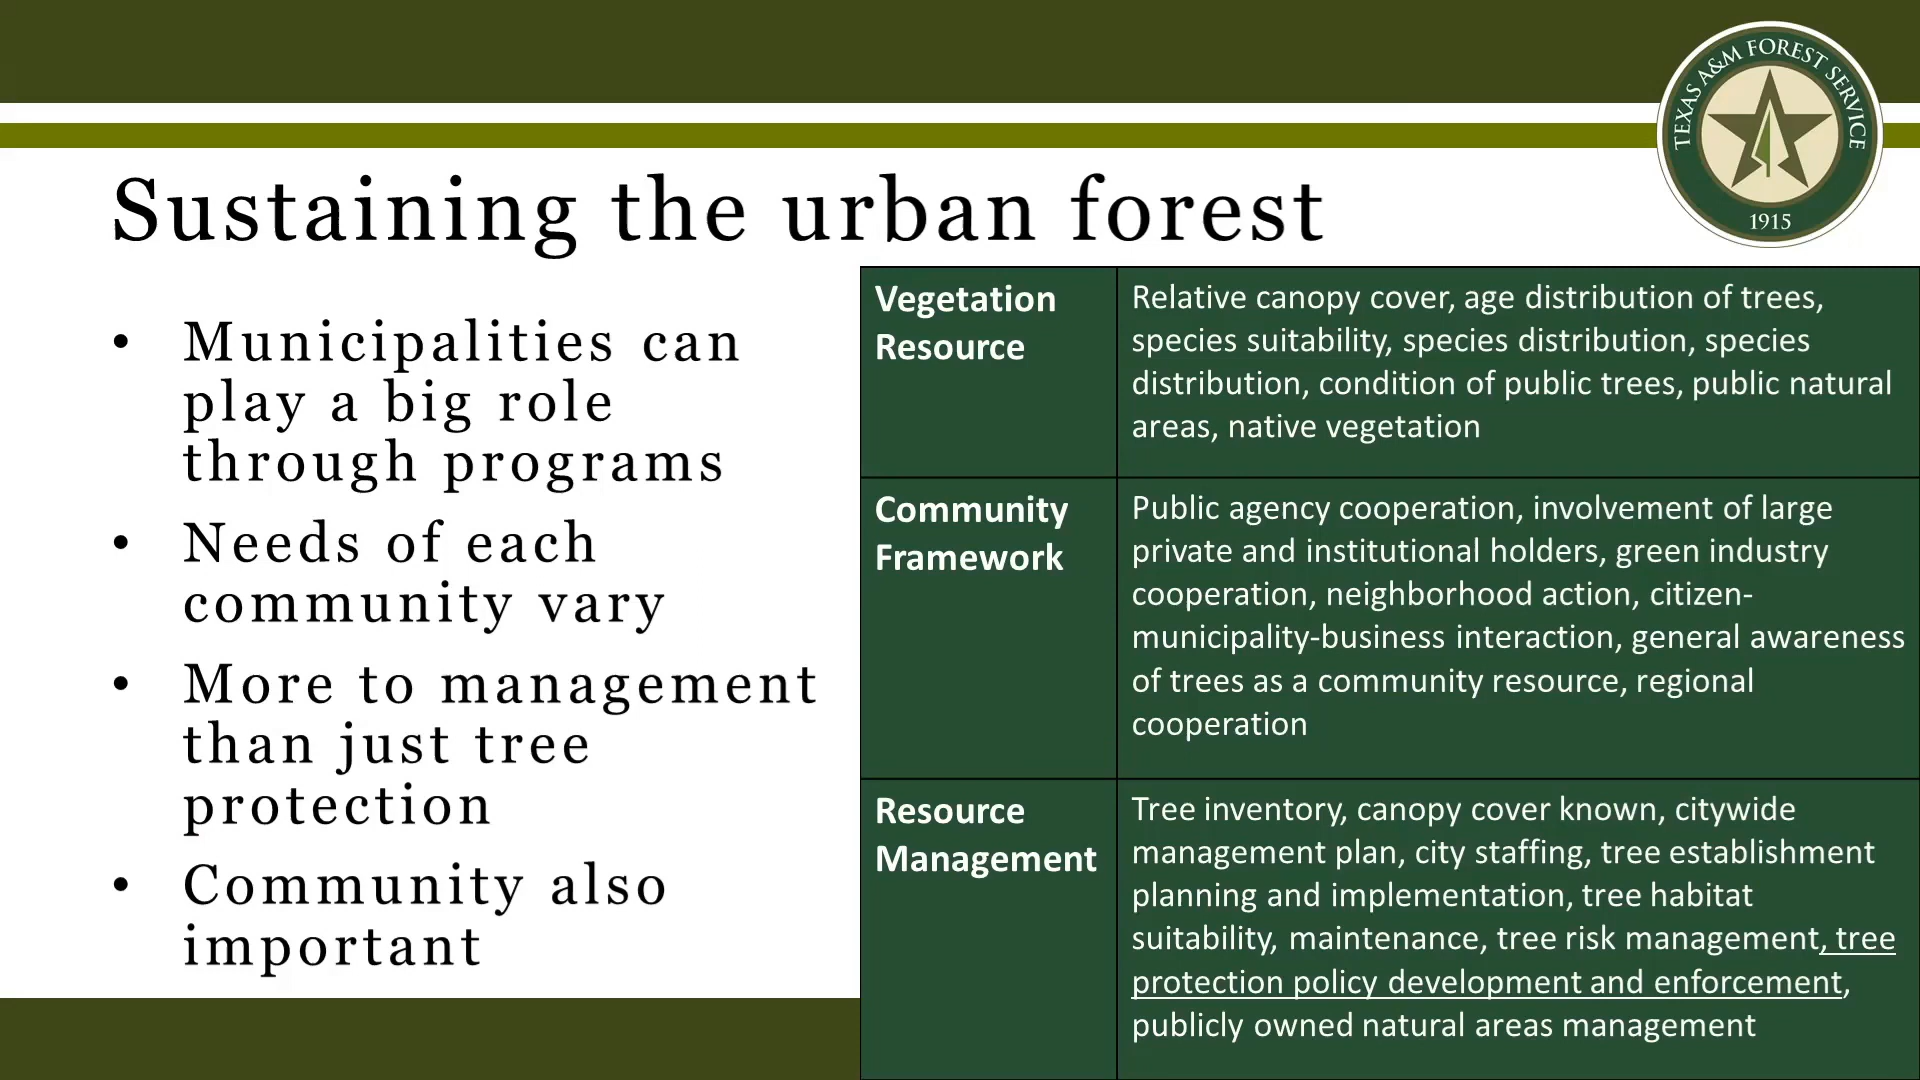 TEXAS A&M FOREST SERVICE
1915
Sustaining the urban forest
• Municipalities can
play a big role
through programs
• Needs of each
community vary
• More to management
than just tree
protection
• Community also
important
Vegetation
Resource
Relative canopy cover, age distribution of trees,
species suitability, species distribution, species
distribution, condition of public trees, public natural
areas, native vegetation
Community
Framework
Public agency cooperation, involvement of large
private and institutional holders, green industry
cooperation, neighborhood action, citizen-
municipality-business interaction, general awareness
of trees as a community resource, regional
cooperation
Resource
Management
Tree inventory, canopy cover known, citywide
management plan, city staffing, tree establishment
planning and implementation, tree habitat
suitability, maintenance, tree risk management, tree
protection policy development and enforcement,
publicly owned natural areas management